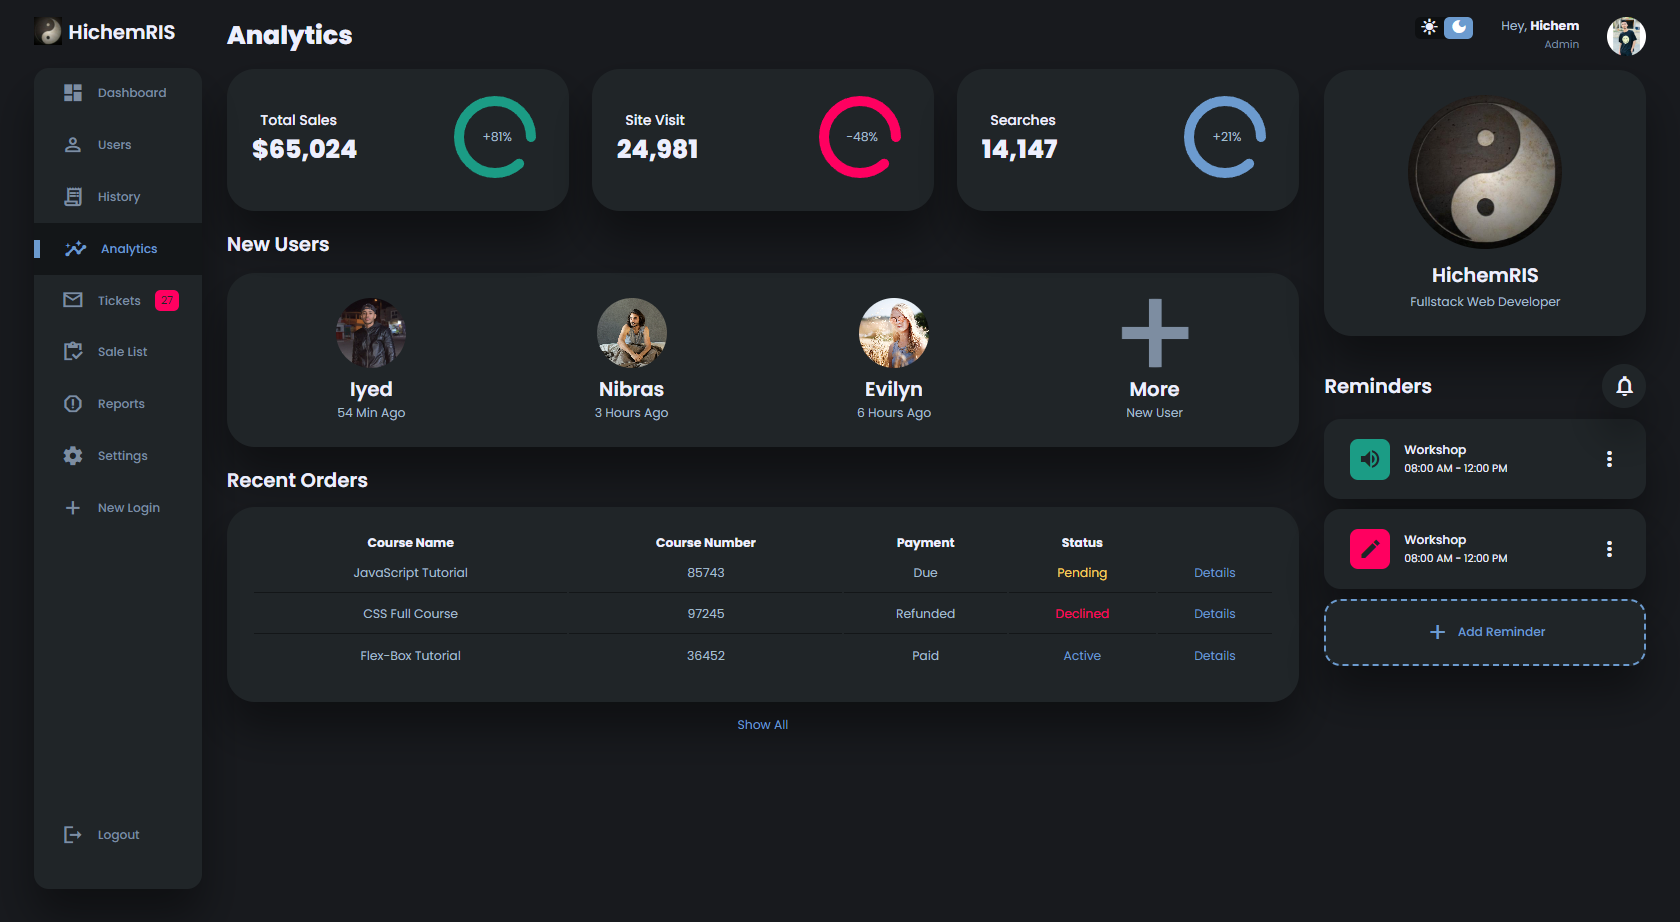 HichemRIS
Dashboard
Users
History
Analytics
Tickets 27
Sale List
Reports
Settings
New Login
Logout
Analytics
Total Sales
$65,024
+81%
Site Visit
24,981
-48%
Searches
14,147
+21%
New Users
Iyed
54 Min Ago
Nibras
3 Hours Ago
Evilyn
6 Hours Ago
More
New User
Recent Orders
Course Name Course Number Payment Status
JavaScript Tutorial 85743 Due Pending Details
CSS Full Course 97245 Refunded Declined Details
Flex-Box Tutorial 36452 Paid Active Details
Show All
Hey, Hichem
Admin
HichemRIS
Fullstack Web Developer
Reminders
Workshop
08:00 AM - 12:00 PM
Workshop
08:00 AM - 12:00 PM
Add Reminder